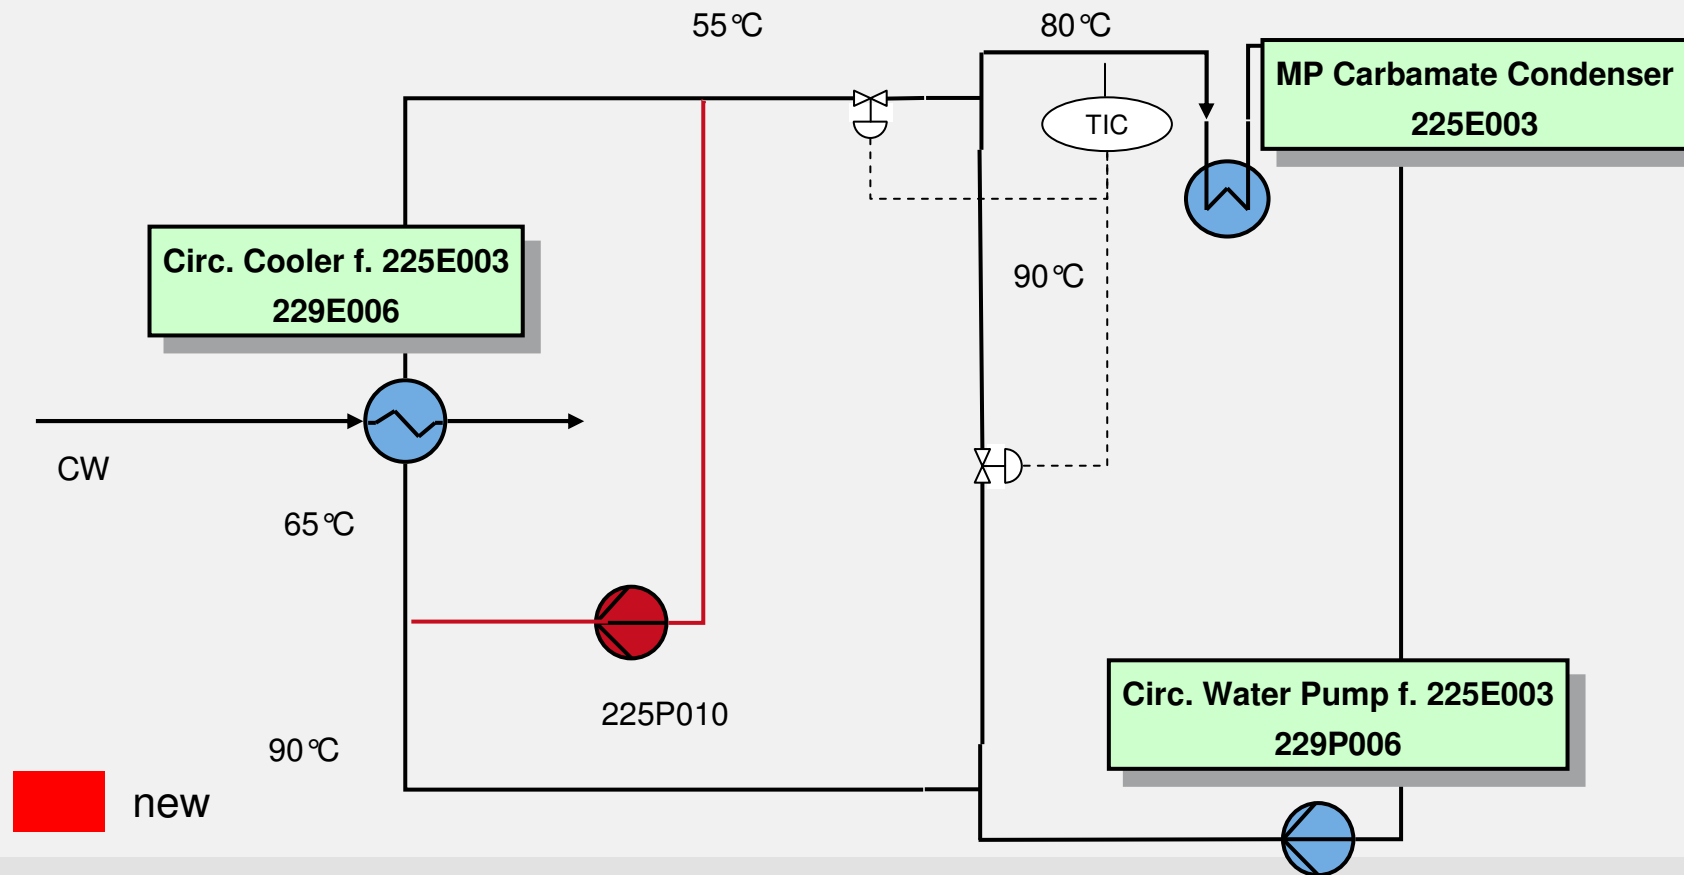 55°C
80°C
MP Carbamate Condenser
225E003
TIC
Circ. Cooler f. 225E003
229E006
90°C
CW
65°C
Circ. Water Pump f. 225E003
229P006
225P010
90°C
new